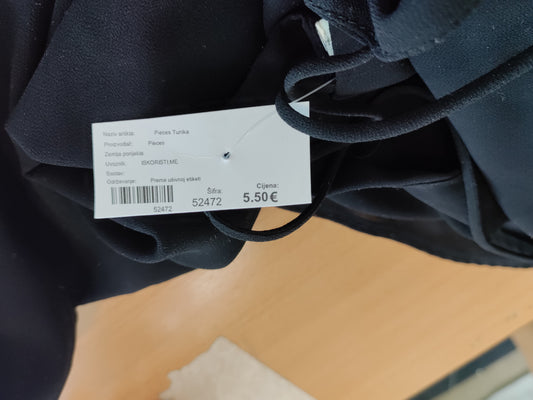 Naziv artikla: Pieces Tunika
Proizvođač: Pieces
Zemlja porijekla:
Uvoznik: ISKORISTI.ME
Sastav:
Održavanje: Prema ušivnoj etiketi
Šifra: Cijena:
52472 5.50€
52472